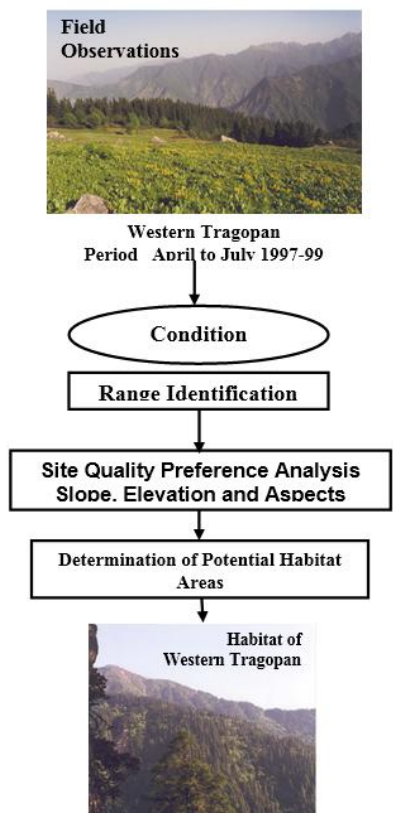 Field
Observations
Western Tragopan
Period April to July 1997-99
Condition
Range Identification
Site Quality Preference Analysis
Slope, Elevation and Aspects
Determination of Potential Habitat
Areas
Habitat of
Western Tragopan